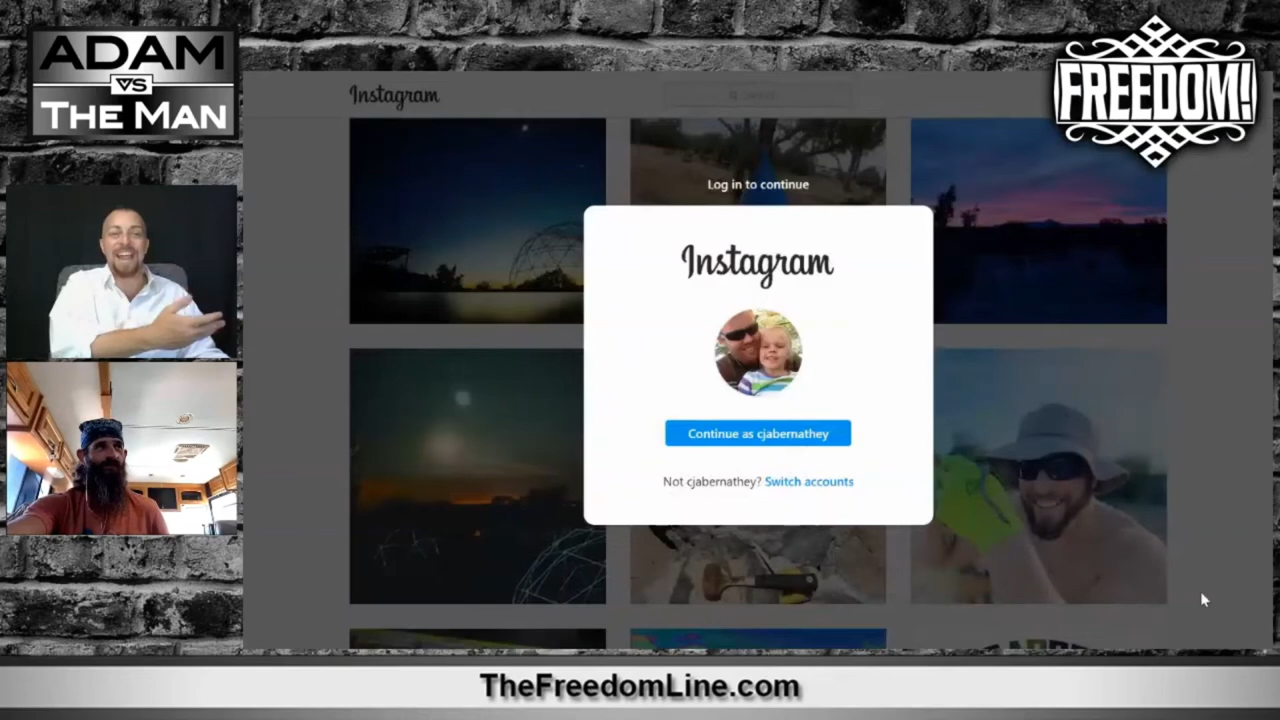 ADAM
VS
THE MAN
FREEDOM!
Instagram
Log in to continue
Instagram
Continue as cjabernathey
Not cjabernathey? Switch accounts
TheFreedomLine.com